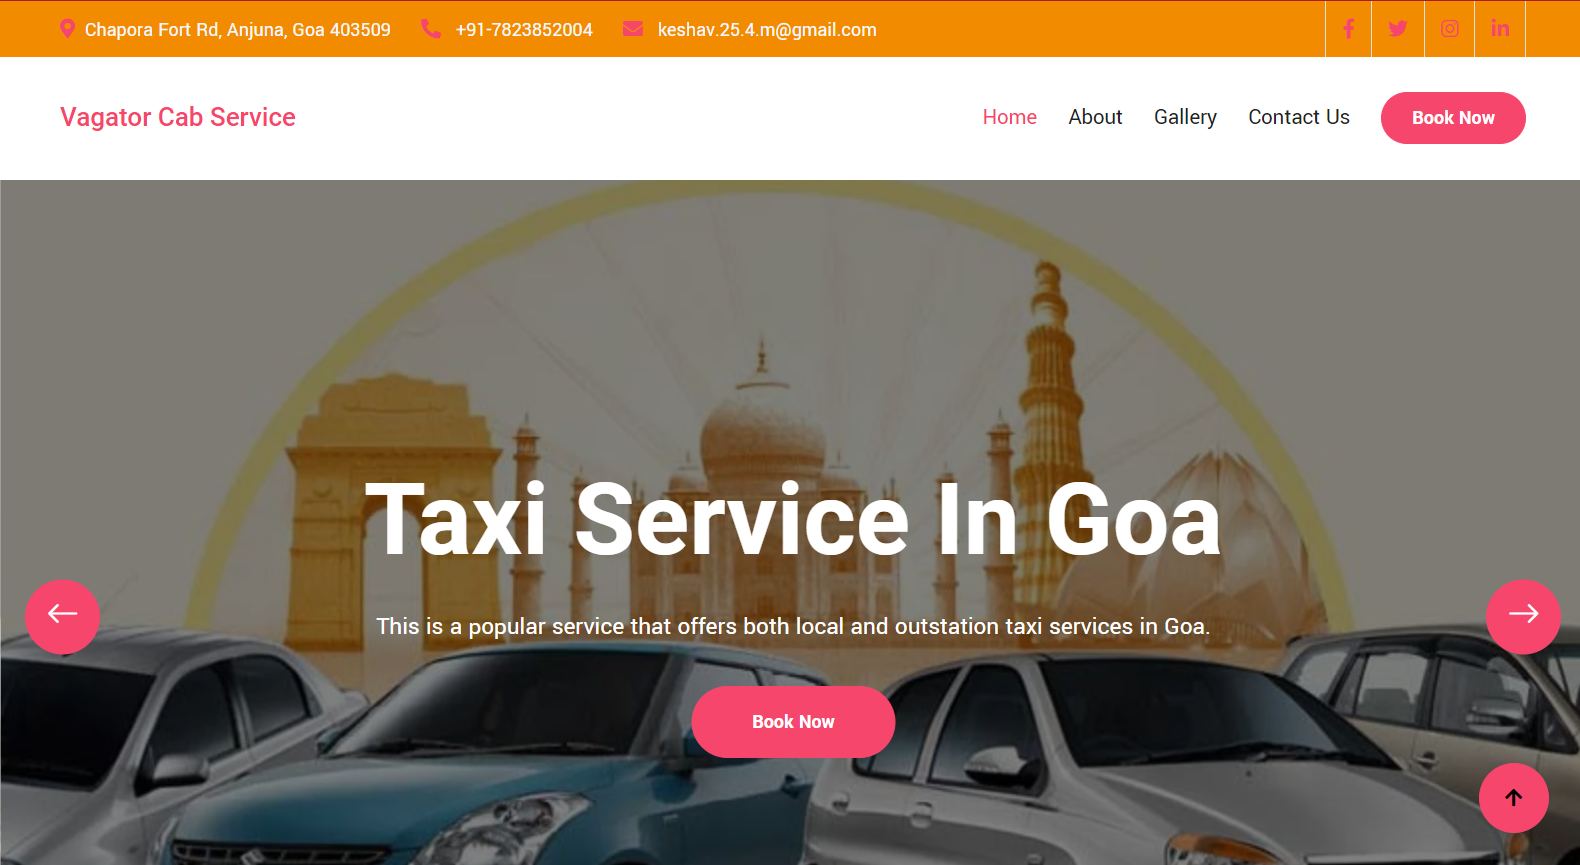 Chapora Fort Rd, Anjuna, Goa 403509 +91-7823852004 keshav.25.4.m@gmail.com
Vagator Cab Service Home About Gallery Contact Us Book Now
Taxi Service In Goa
This is a popular service that offers both local and outstation taxi services in Goa.
Book Now